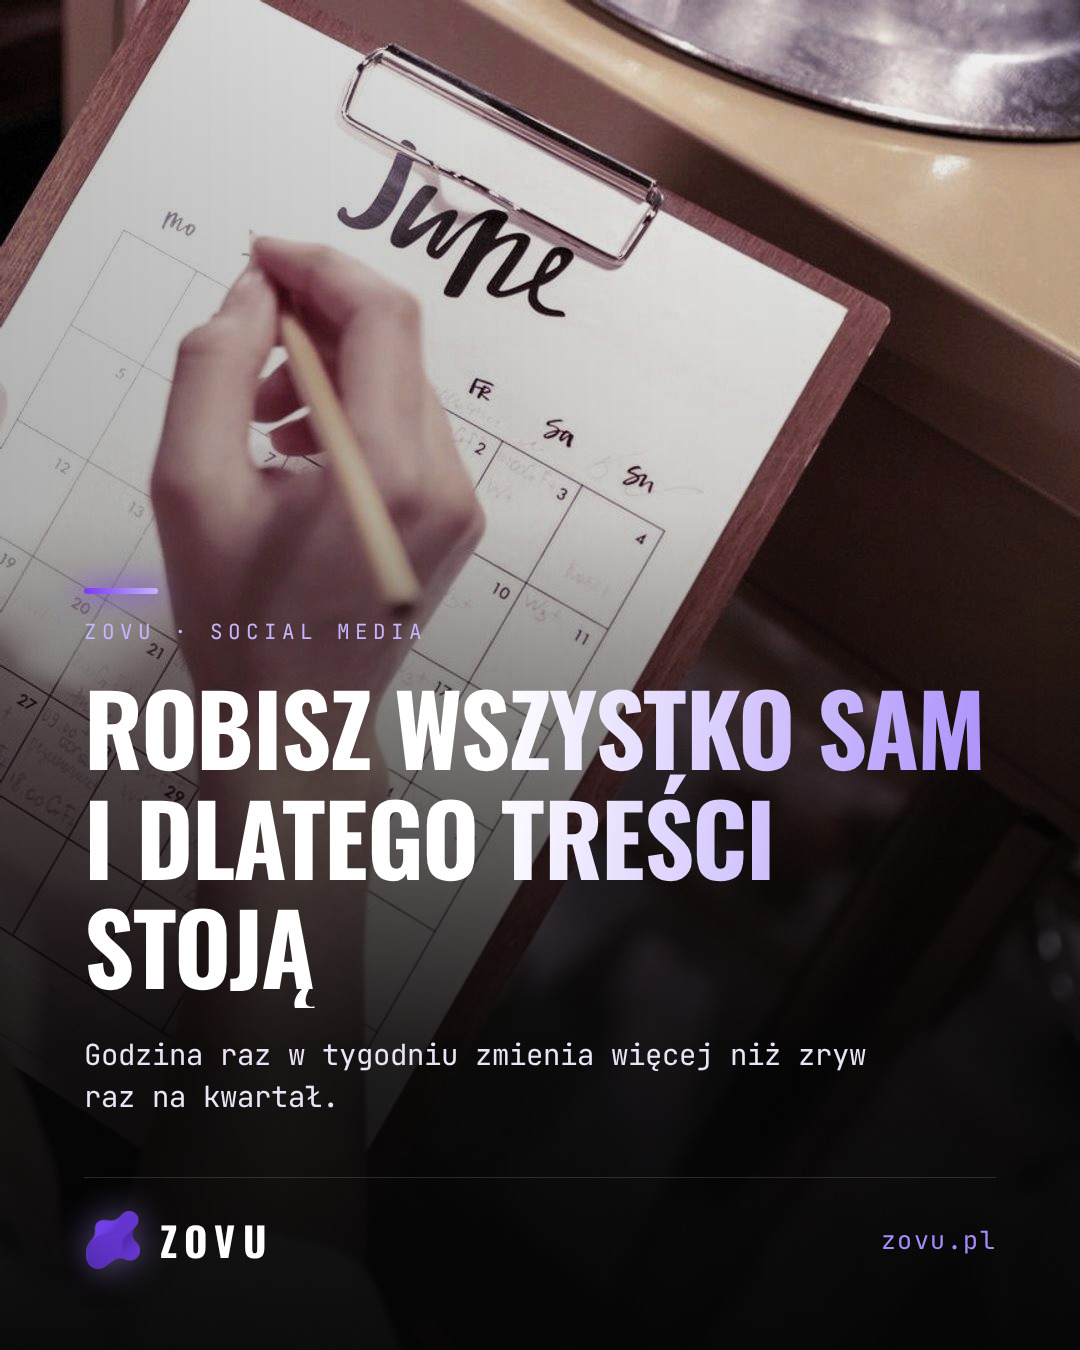 June
mo
FR
Sa
Sn
2
3
4
5
7
10
11
12
13
17
19
20
21
27
29
ZOVU · SOCIAL MEDIA
ROBISZ WSZYSTKO SAM
I DLATEGO TREŚCI
STOJĄ
Godzina raz w tygodniu zmienia więcej niż zryw
raz na kwartał.
ZOVU
zovu.pl